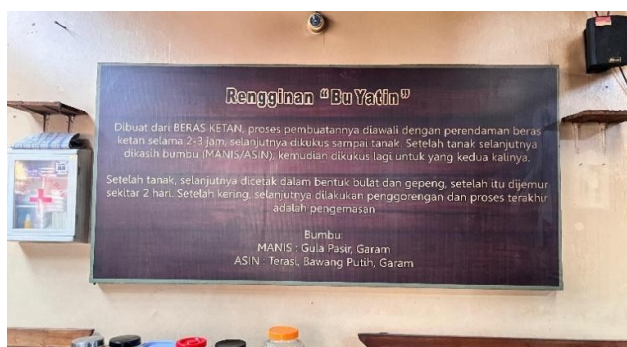 Rengginan "Bu Yatin"
Dibuat dari BERAS KETAN, proses pembuatannya diawali dengan perendaman beras
ketan selama 2-3 jam, selanjutnya dikukus sampai tanak. Setelah tanak selanjutnya
dikasih bumbu (MANIS/ASIN), kemudian dikukus lagi untuk yang kedua kalinya.
Setelah tanak, selanjutnya dicetak dalam bentuk bulat dan gepeng, setelah itu dijemur
sekitar 2 hari. Setelah kering, selanjutnya dilakukan penggorengan dan proses terakhir
adalah pengemasan
Bumbu:
MANIS : Gula Pasir, Garam
ASIN : Terasi, Bawang Putih, Garam